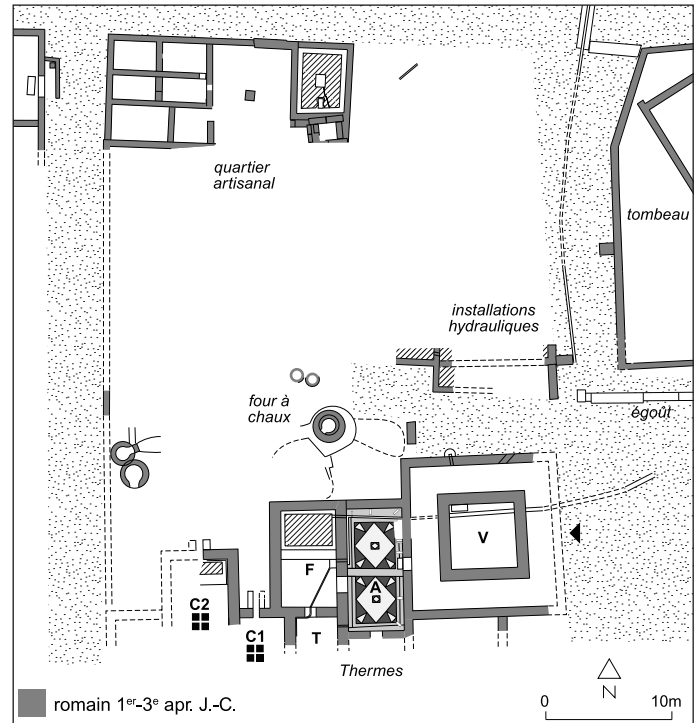 quartier
artisanal
tombeau
installations
hydrauliques
four à
chaux
égoût
V
F
A
C2
C1
T
Thermes
N
romain 1er-3e apr. J.-C.
0 10m